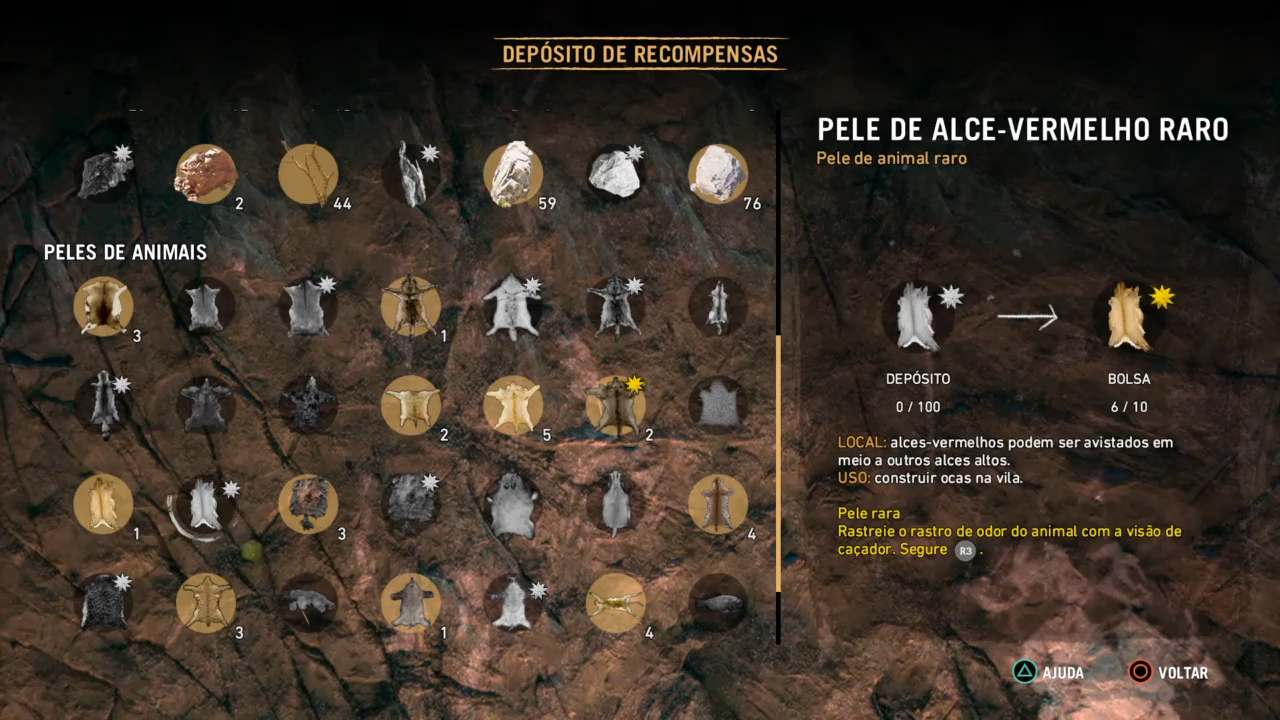 DEPÓSITO DE RECOMPENSAS
2 44 59 76
PELES DE ANIMAIS
3 1
2 5 2
1 3 4
3 1 4
PELE DE ALCE-VERMELHO RARO
Pele de animal raro
DEPÓSITO BOLSA
0 / 100 6 / 10
LOCAL: alces-vermelhos podem ser avistados em
meio a outros alces altos.
USO: construir ocas na vila.
Pele rara
Rastreie o rastro de odor do animal com a visão de
caçador. Segure R3 .
AJUDA VOLTAR